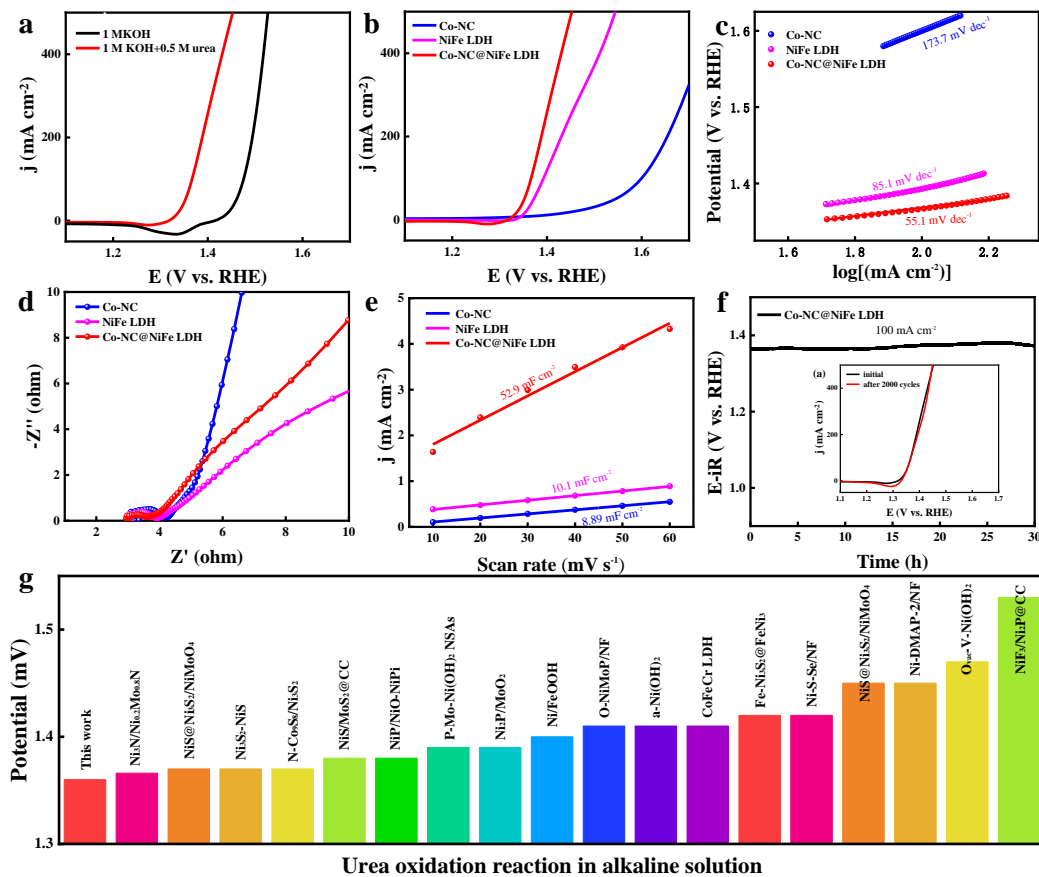 a
1 MKOH
1 M KOH+0.5 M urea
400
200
0
j (mA cm⁻²)
1.2
1.4
1.6
E (V vs. RHE)
b
Co-NC
NiFe LDH
Co-NC@NiFe LDH
400
200
0
j (mA cm⁻²)
1.2
1.4
1.6
E (V vs. RHE)
c
Co-NC
NiFe LDH
Co-NC@NiFe LDH
173.7 mV dec⁻¹
85.1 mV dec⁻¹
55.1 mV dec⁻¹
1.6
1.5
1.4
Potential (V vs. RHE)
1.6
1.8
2.0
2.2
log[(mA cm⁻²)]
d
Co-NC
NiFe LDH
Co-NC@NiFe LDH
10
8
6
4
2
0
-Z'' (ohm)
2
4
6
8
10
Z' (ohm)
e
Co-NC
NiFe LDH
Co-NC@NiFe LDH
52.9 mF cm⁻²
10.1 mF cm⁻²
8.89 mF cm⁻²
5
4
3
2
1
0
j (mA cm⁻²)
10
20
30
40
50
60
Scan rate (mV s⁻¹)
f
Co-NC@NiFe LDH
100 mA cm⁻²
1.4
1.2
1.0
E-iR (V vs. RHE)
(a)
initial
after 2000 cycles
400
200
0
j (mA cm⁻²)
1.1
1.2
1.3
1.4
1.5
1.6
1.7
E (V vs. RHE)
0
5
10
15
20
25
30
Time (h)
g
1.5
1.4
1.3
Potential (mV)
This work
Ni₃N/Ni₀.₂Mo₀.₈N
NiS@Ni₃S₂/NiMoO₄
Ni₃S₂-NiS
N-Co₉S₈/Ni₃S₂
NiS/MoS₂@CC
NiP/NiO-NiPi
P-Mo-Ni(OH)₂ NSAs
Ni₂P/MoO₂
Ni/FeOOH
O-NiMoP/NF
a-Ni(OH)₂
CoFeCr LDH
Fe-Ni₃S₂@FeNi₃
Ni-S-Se/NF
NiS@Ni₃S₂/NiMoO₄
Ni-DMAP-2/NF
Oᵥₐc-V-Ni(OH)₂
NiF₃/Ni₂P@CC
Urea oxidation reaction in alkaline solution